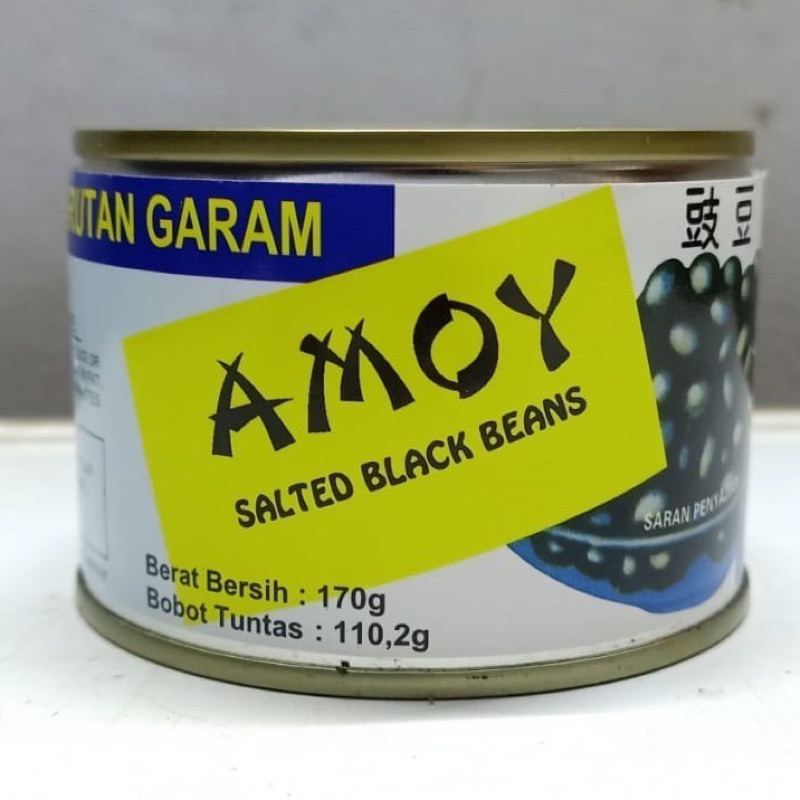 RUTAN GARAM
AMOY
SALTED BLACK BEANS
豉
SARAN PENYAJIAN
Berat Bersih : 170g
Bobot Tuntas : 110,2g